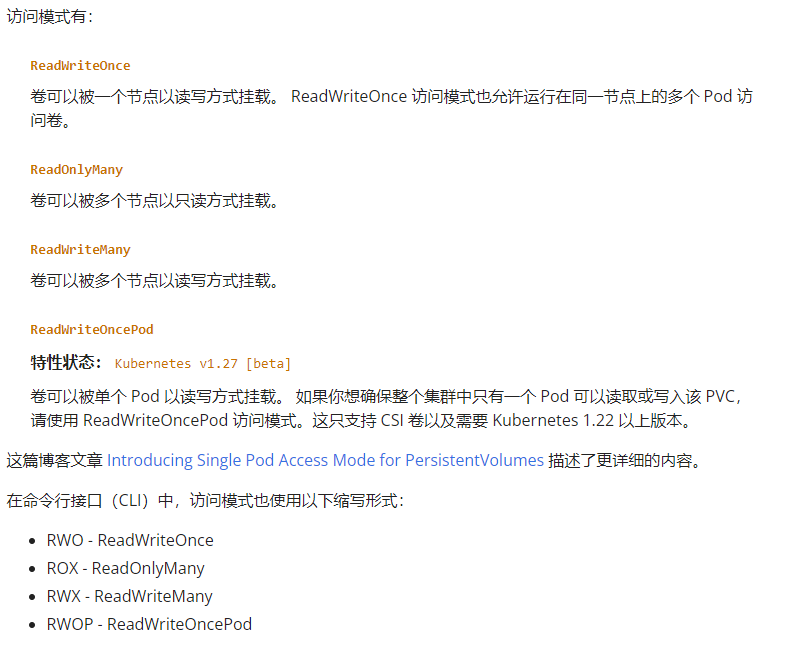 访问模式有：
ReadWriteOnce
卷可以被一个节点以读写方式挂载。 ReadWriteOnce 访问模式也允许运行在同一节点上的多个 Pod 访
问卷。
ReadOnlyMany
卷可以被多个节点以只读方式挂载。
ReadWriteMany
卷可以被多个节点以读写方式挂载。
ReadWriteOncePod
特性状态： Kubernetes v1.27 [beta]
卷可以被单个 Pod 以读写方式挂载。 如果你想确保整个集群中只有一个 Pod 可以读取或写入该 PVC，
请使用 ReadWriteOncePod 访问模式。这只支持 CSI 卷以及需要 Kubernetes 1.22 以上版本。
这篇博客文章 Introducing Single Pod Access Mode for PersistentVolumes 描述了更详细的内容。
在命令行接口（CLI）中，访问模式也使用以下缩写形式：
• RWO - ReadWriteOnce
• ROX - ReadOnlyMany
• RWX - ReadWriteMany
• RWOP - ReadWriteOncePod